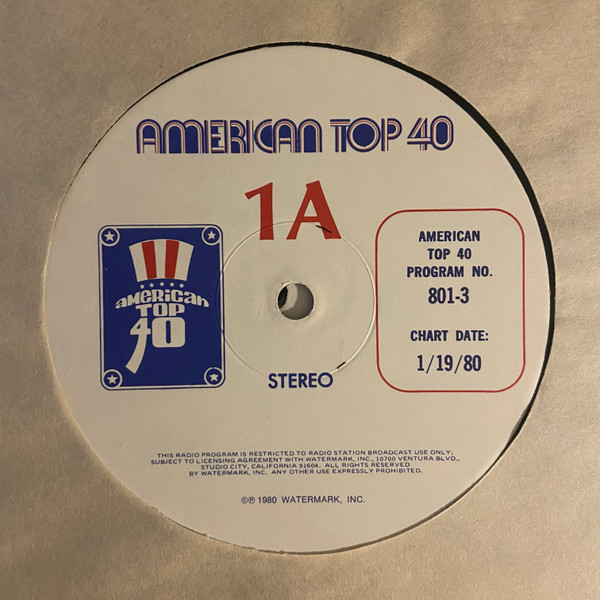 AMERICAN TOP 40
1A
AMERICAN
TOP
40
AMERICAN
TOP 40
PROGRAM NO.
801-3
CHART DATE:
1/19/80
STEREO
THIS RADIO PROGRAM IS RESTRICTED TO RADIO STATION BROADCAST USE ONLY;
SUBJECT TO LICENSING AGREEMENT WITH WATERMARK, INC., 10700 VENTURA BLVD.,
STUDIO CITY, CALIFORNIA 91604. ALL RIGHTS RESERVED
BY WATERMARK, INC. ANY OTHER USE EXPRESSLY PROHIBITED.
©℗ 1980 WATERMARK, INC.